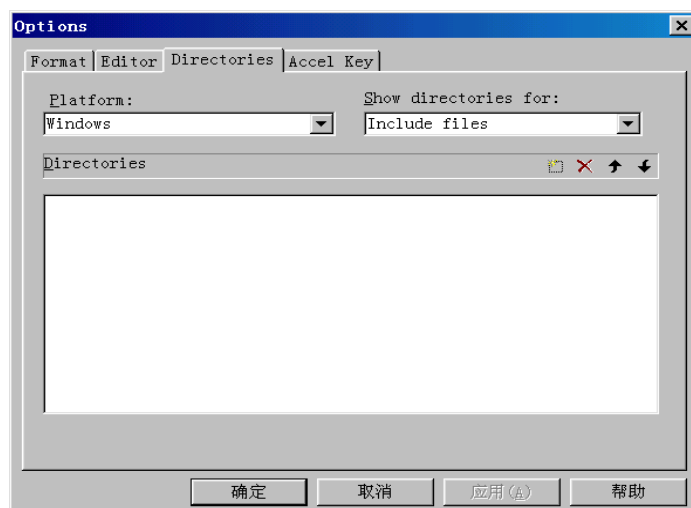 Options
Format Editor Directories Accel Key
Platform: Show directories for:
Windows Include files
Directories
确定 取消 应用(A) 帮助